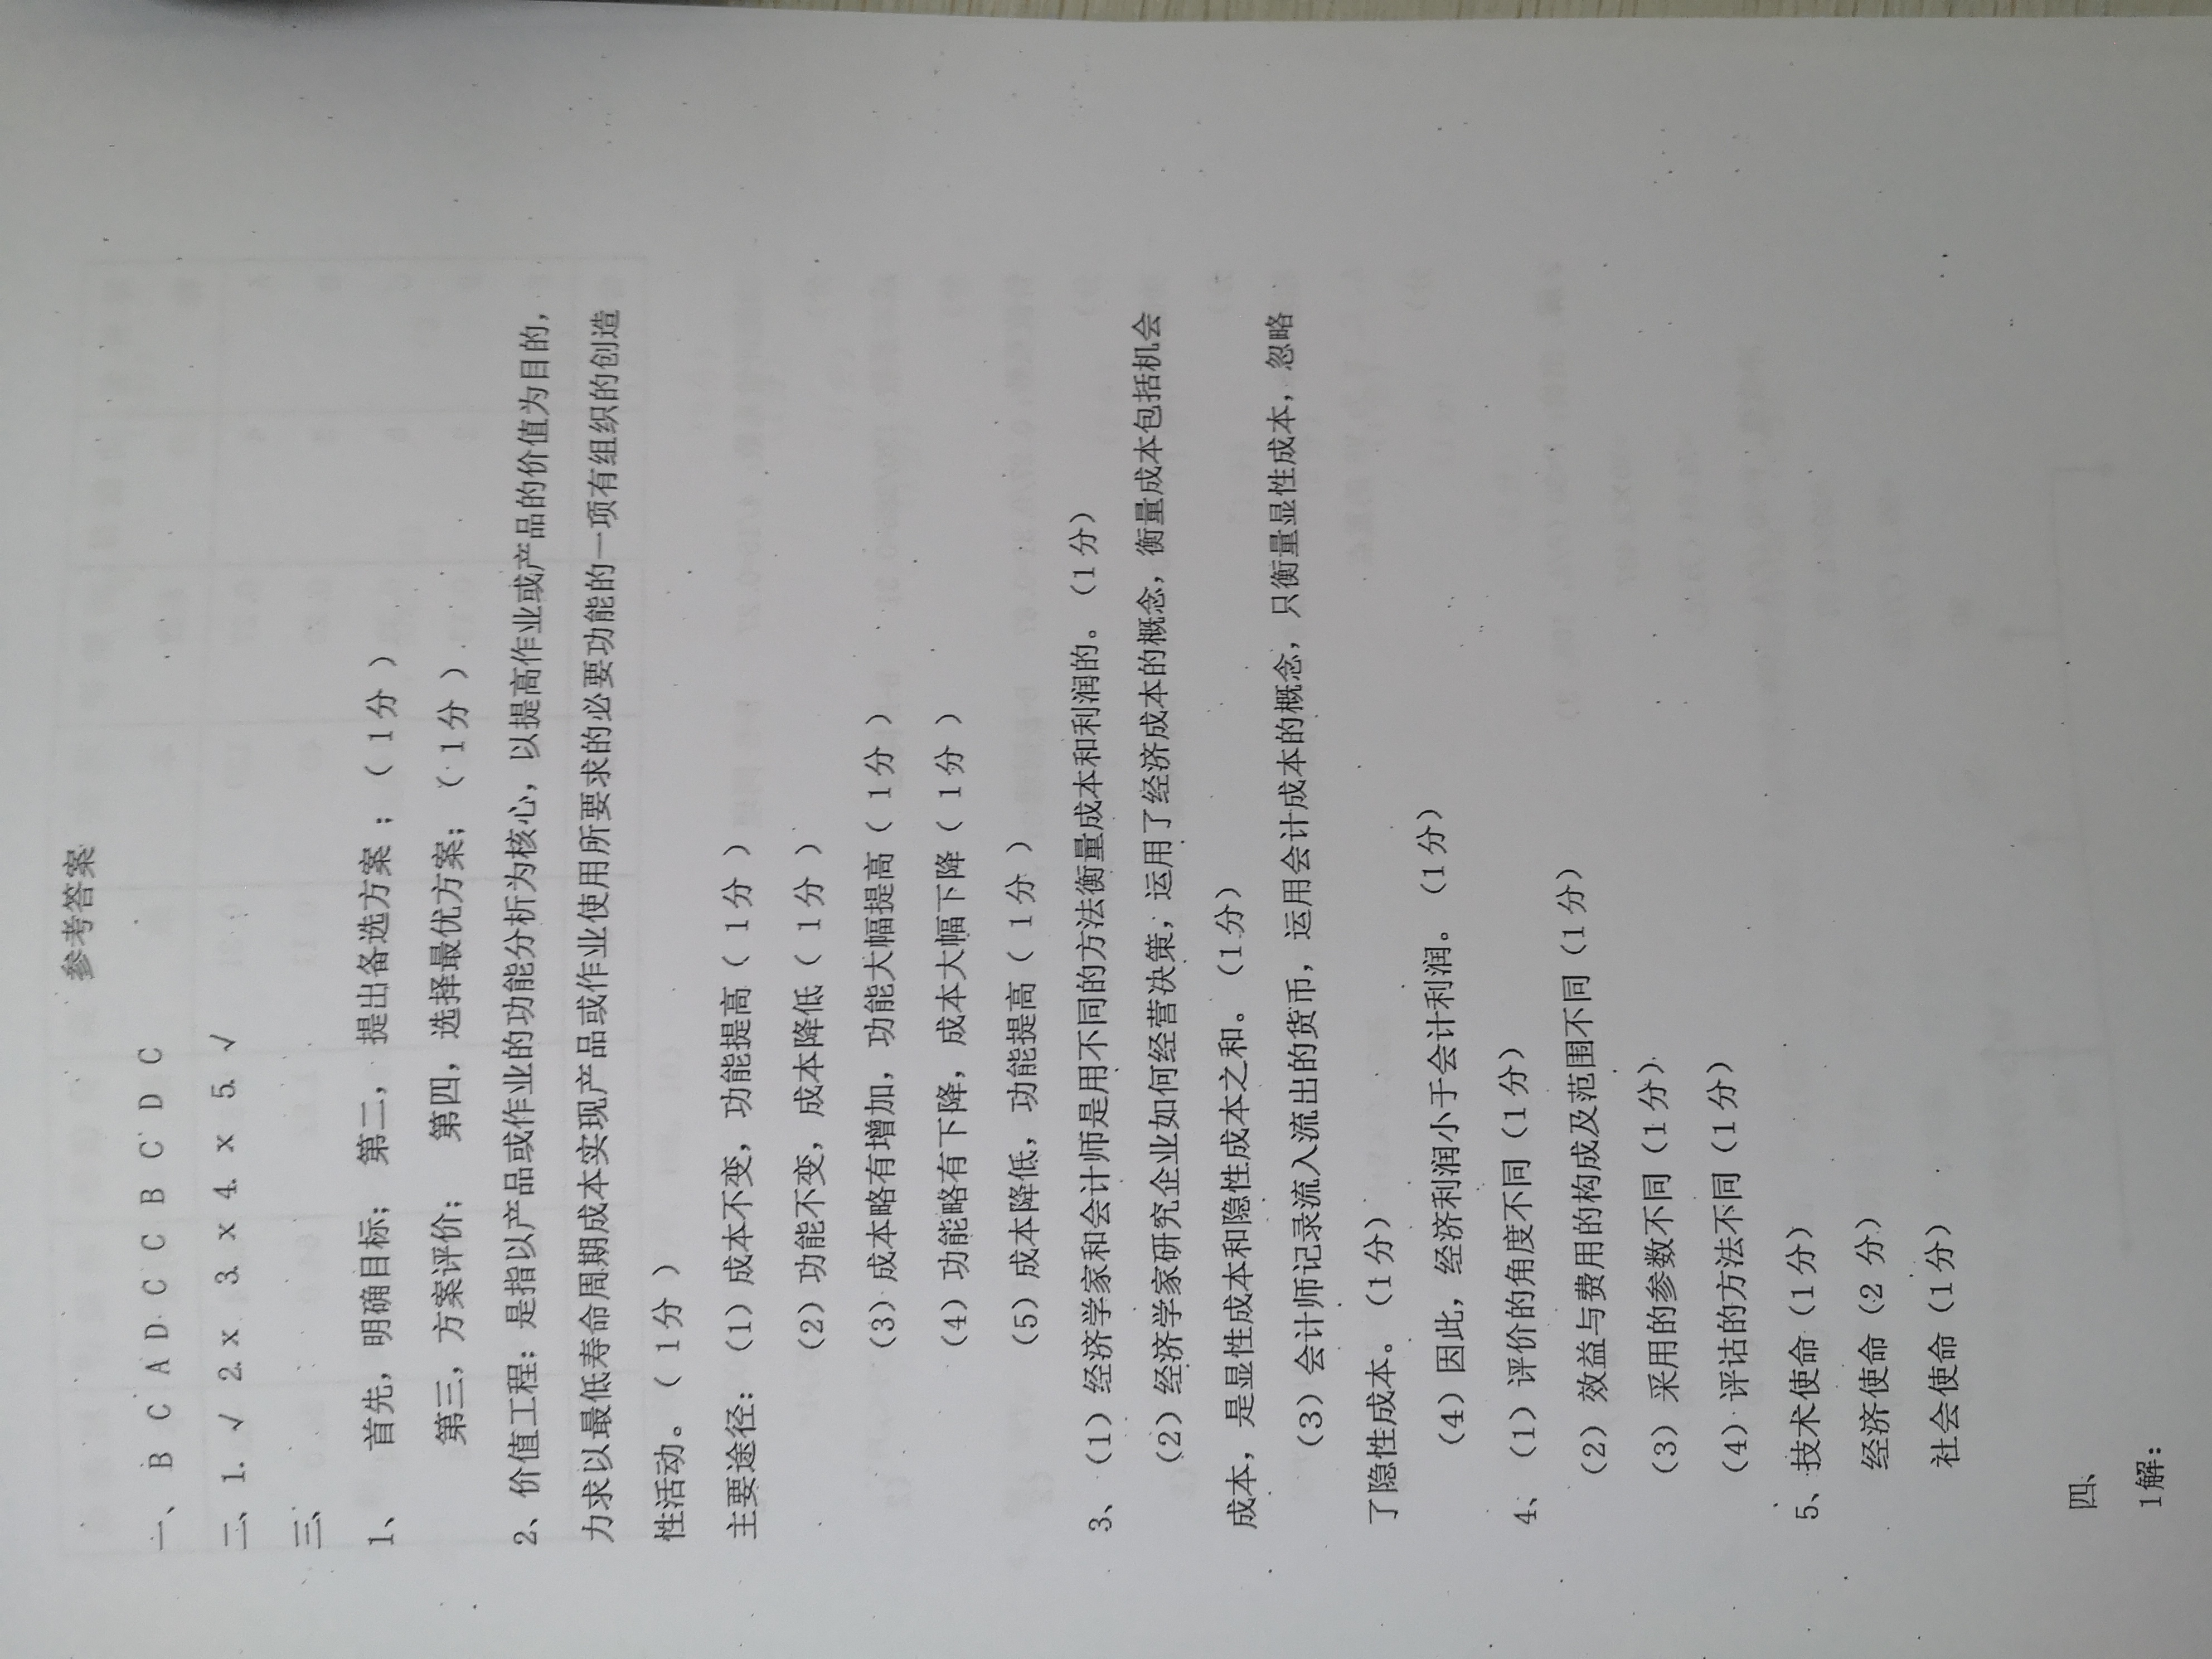 参考答案
一、 B C A D C C B C D C
二、 1. √ 2. x 3. x 4. x 5. √
三、
1、 首先，明确目标； 第二， 提出备选方案 ；（ 1分 ）
第三，方案评价； 第四，选择最优方案；（ 1分 ）
2、价值工程：是指以产品或作业的功能分析为核心，以提高作业或产品的价值为目的，
力求以最低寿命周期成本实现产品或作业使用所要求的必要功能的一项有组织的创造
性活动。（ 1分 ）
主要途径：（1）成本不变，功能提高（ 1分 ）
（2）功能不变，成本降低（ 1分 ）
（3）成本略有增加，功能大幅提高（ 1分 ）
（4）功能略有下降，成本大幅下降（ 1分 ）
（5）成本降低，功能提高（ 1分 ）
3、（1）经济学家和会计师是用不同的方法衡量成本和利润的。（1分）
（2）经济学家研究企业如何经营决策，运用了经济成本的概念，衡量成本包括机会
成本，是显性成本和隐性成本之和。（1分）
（3）会计师记录流入流出的货币，运用会计成本的概念，只衡量显性成本，忽略
了隐性成本。（1分）
（4）因此，经济利润小于会计利润。（1分）
4、（1）评价的角度不同（1分）
（2）效益与费用的构成及范围不同（1分）
（3）采用的参数不同（1分）
（4）评诂的方法不同（1分）
5、技术使命（1分）
经济使命（2 分）
社会使命（1分）
四、
1解：